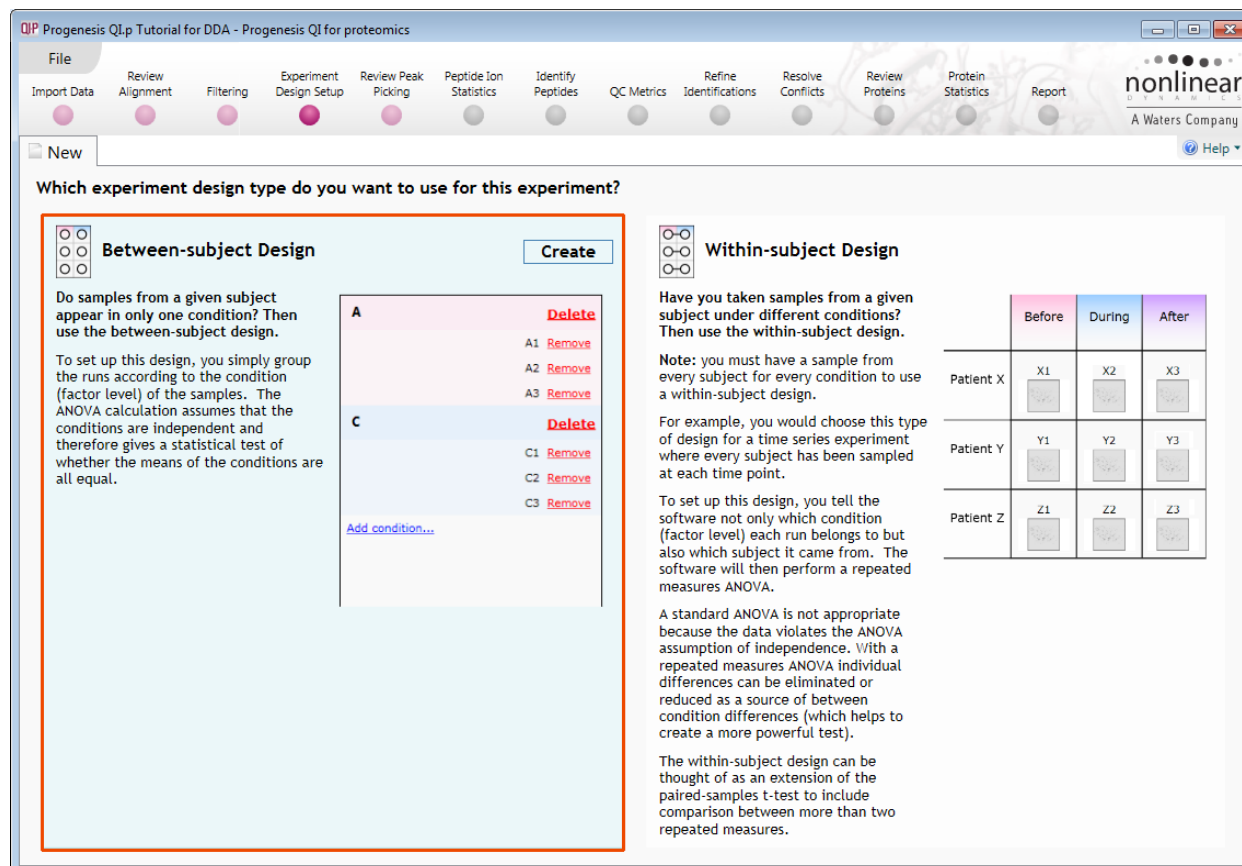 QI.P Progenesis QI.p Tutorial for DDA - Progenesis QI for proteomics
File
Import Data
Review Alignment
Filtering
Experiment Design Setup
Review Peak Picking
Peptide Ion Statistics
Identify Peptides
QC Metrics
Refine Identifications
Resolve Conflicts
Review Proteins
Protein Statistics
Report
nonlinear
DYNAMICS
A Waters Company
New
Help
Which experiment design type do you want to use for this experiment?
Between-subject Design
Create
Do samples from a given subject
appear in only one condition? Then
use the between-subject design.
To set up this design, you simply group
the runs according to the condition
(factor level) of the samples. The
ANOVA calculation assumes that the
conditions are independent and
therefore gives a statistical test of
whether the means of the conditions are
all equal.
A Delete
A1 Remove
A2 Remove
A3 Remove
C Delete
C1 Remove
C2 Remove
C3 Remove
Add condition...
Within-subject Design
Have you taken samples from a given
subject under different conditions?
Then use the within-subject design.
Note: you must have a sample from
every subject for every condition to use
a within-subject design.
For example, you would choose this type
of design for a time series experiment
where every subject has been sampled
at each time point.
To set up this design, you tell the
software not only which condition
(factor level) each run belongs to but
also which subject it came from. The
software will then perform a repeated
measures ANOVA.
A standard ANOVA is not appropriate
because the data violates the ANOVA
assumption of independence. With a
repeated measures ANOVA individual
differences can be eliminated or
reduced as a source of between
condition differences (which helps to
create a more powerful test).
The within-subject design can be
thought of as an extension of the
paired-samples t-test to include
comparison between more than two
repeated measures.
Before During After
Patient X X1 X2 X3
Patient Y Y1 Y2 Y3
Patient Z Z1 Z2 Z3